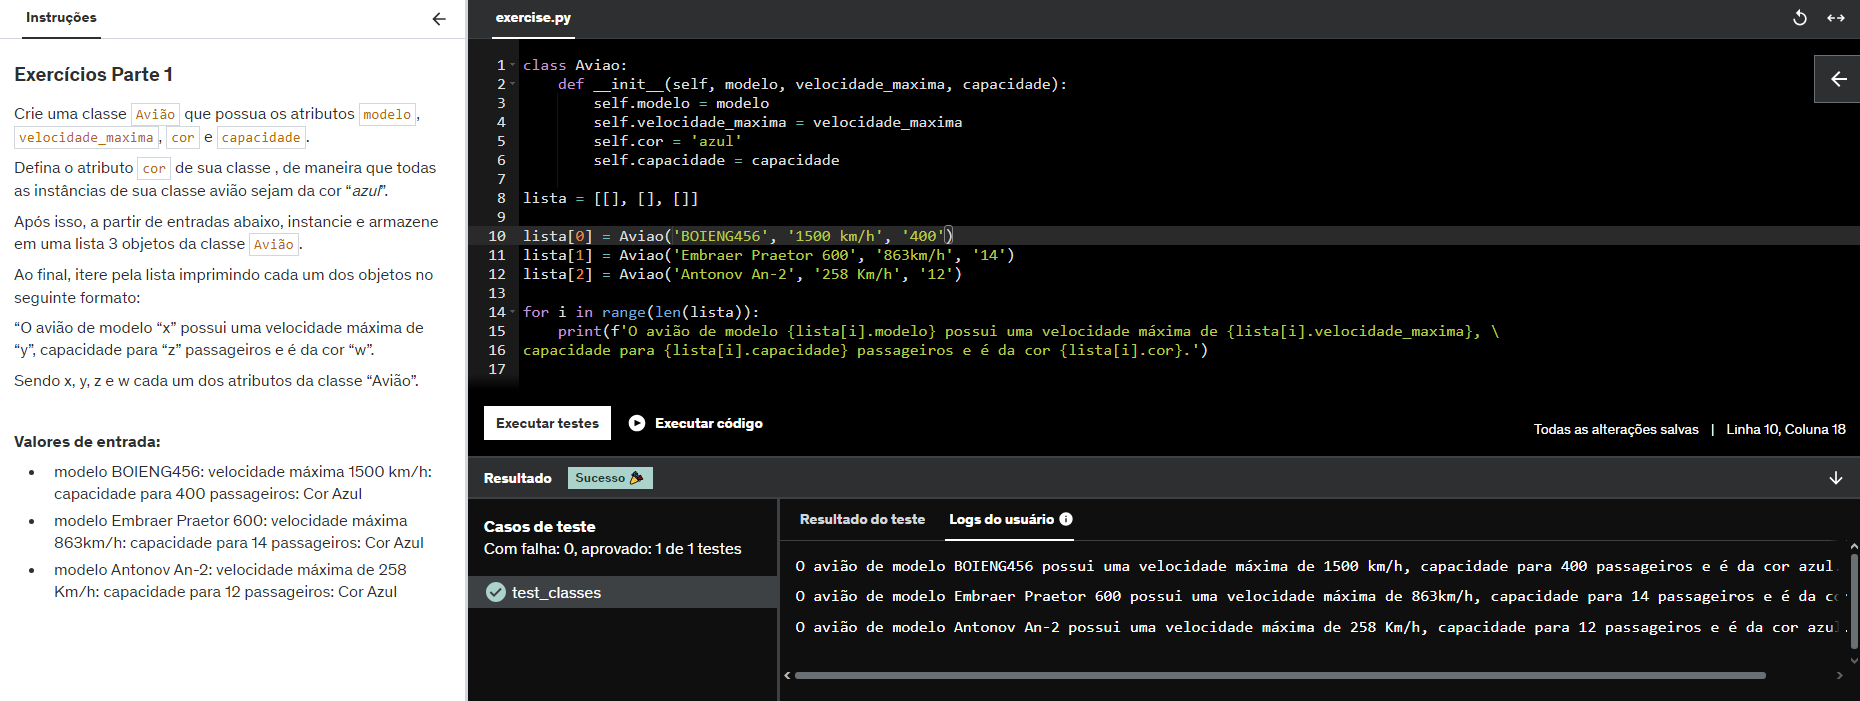 Instruções
Exercícios Parte 1
Crie uma classe Avião que possua os atributos modelo,
velocidade_maxima, cor e capacidade.
Defina o atributo cor de sua classe , de maneira que todas
as instâncias de sua classe avião sejam da cor “azul”.
Após isso, a partir de entradas abaixo, instancie e armazene
em uma lista 3 objetos da classe Avião.
Ao final, itere pela lista imprimindo cada um dos objetos no
seguinte formato:
“O avião de modelo “x” possui uma velocidade máxima de
“y”, capacidade para “z” passageiros e é da cor “w”.
Sendo x, y, z e w cada um dos atributos da classe “Avião”.
Valores de entrada:
• modelo BOIENG456: velocidade máxima 1500 km/h:
capacidade para 400 passageiros: Cor Azul
• modelo Embraer Praetor 600: velocidade máxima
863km/h: capacidade para 14 passageiros: Cor Azul
• modelo Antonov An-2: velocidade máxima de 258
Km/h: capacidade para 12 passageiros: Cor Azul
exercise.py
1 class Aviao:
2     def __init__(self, modelo, velocidade_maxima, capacidade):
3         self.modelo = modelo
4         self.velocidade_maxima = velocidade_maxima
5         self.cor = 'azul'
6         self.capacidade = capacidade
7
8 lista = [[], [], []]
9
10 lista[0] = Aviao('BOIENG456', '1500 km/h', '400')
11 lista[1] = Aviao('Embraer Praetor 600', '863km/h', '14')
12 lista[2] = Aviao('Antonov An-2', '258 Km/h', '12')
13
14 for i in range(len(lista)):
15     print(f'O avião de modelo {lista[i].modelo} possui uma velocidade máxima de {lista[i].velocidade_maxima}, \
16 capacidade para {lista[i].capacidade} passageiros e é da cor {lista[i].cor}.')
17
Executar testes
Executar código
Todas as alterações salvas | Linha 10, Coluna 18
Resultado
Sucesso
Casos de teste
Com falha: 0, aprovado: 1 de 1 testes
test_classes
Resultado do teste
Logs do usuário
O avião de modelo BOIENG456 possui uma velocidade máxima de 1500 km/h, capacidade para 400 passageiros e é da cor azul.
O avião de modelo Embraer Praetor 600 possui uma velocidade máxima de 863km/h, capacidade para 14 passageiros e é da co
O avião de modelo Antonov An-2 possui uma velocidade máxima de 258 Km/h, capacidade para 12 passageiros e é da cor azul.